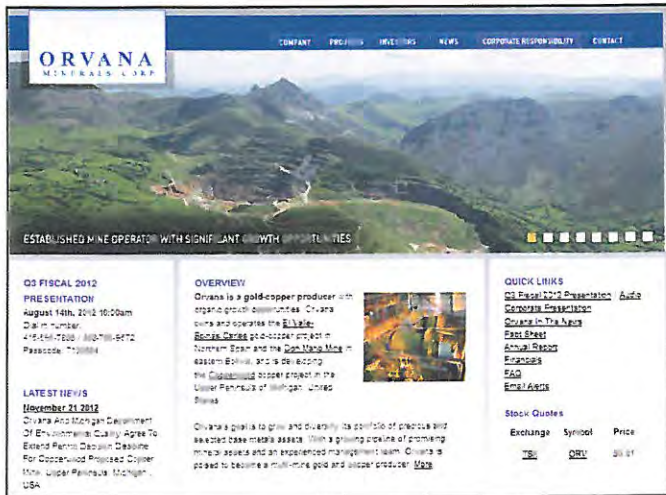 ORVANA
MINERALS CORP
COMPANY PROJECTS INVESTORS NEWS CORPORATE RESPONSIBILITY CONTACT
ESTABLISHED MINE OPERATOR WITH SIGNIFICANT GROWTH OPPORTUNITIES
Q3 FISCAL 2012
PRESENTATION
August 14th, 2012 10:00am
Dial in number:
Passcode:
LATEST NEWS
November 21 2012
Orvana And Michigan Department
Of Environmental Quality Agree To
Extend Permit Decision Deadline
For Copperwood Proposed Copper
Mine, Upper Peninsula, Michigan,
USA
OVERVIEW
Orvana is a gold-copper producer with
organic growth opportunities. Orvana
owns and operates the El Valle-
Boinás/Carlés gold-copper project in
Northern Spain and the Don Mario Mine in
eastern Bolivia, and is developing
the Copperwood copper project in the
Upper Peninsula of Michigan, United
States.
Orvana's goal is to grow and diversify its portfolio of precious and
selected base metals assets. With a growing pipeline of promising
mineral assets and an experienced management team, Orvana is
poised to become a multi-mine gold and copper producer. More
QUICK LINKS
Q3 Fiscal 2012 Presentation | Audio
Corporate Presentation
Orvana In The News
Fact Sheet
Annual Report
Financials
FAQ
Email Alerts
Stock Quotes
Exchange Symbol Price
TSX ORV